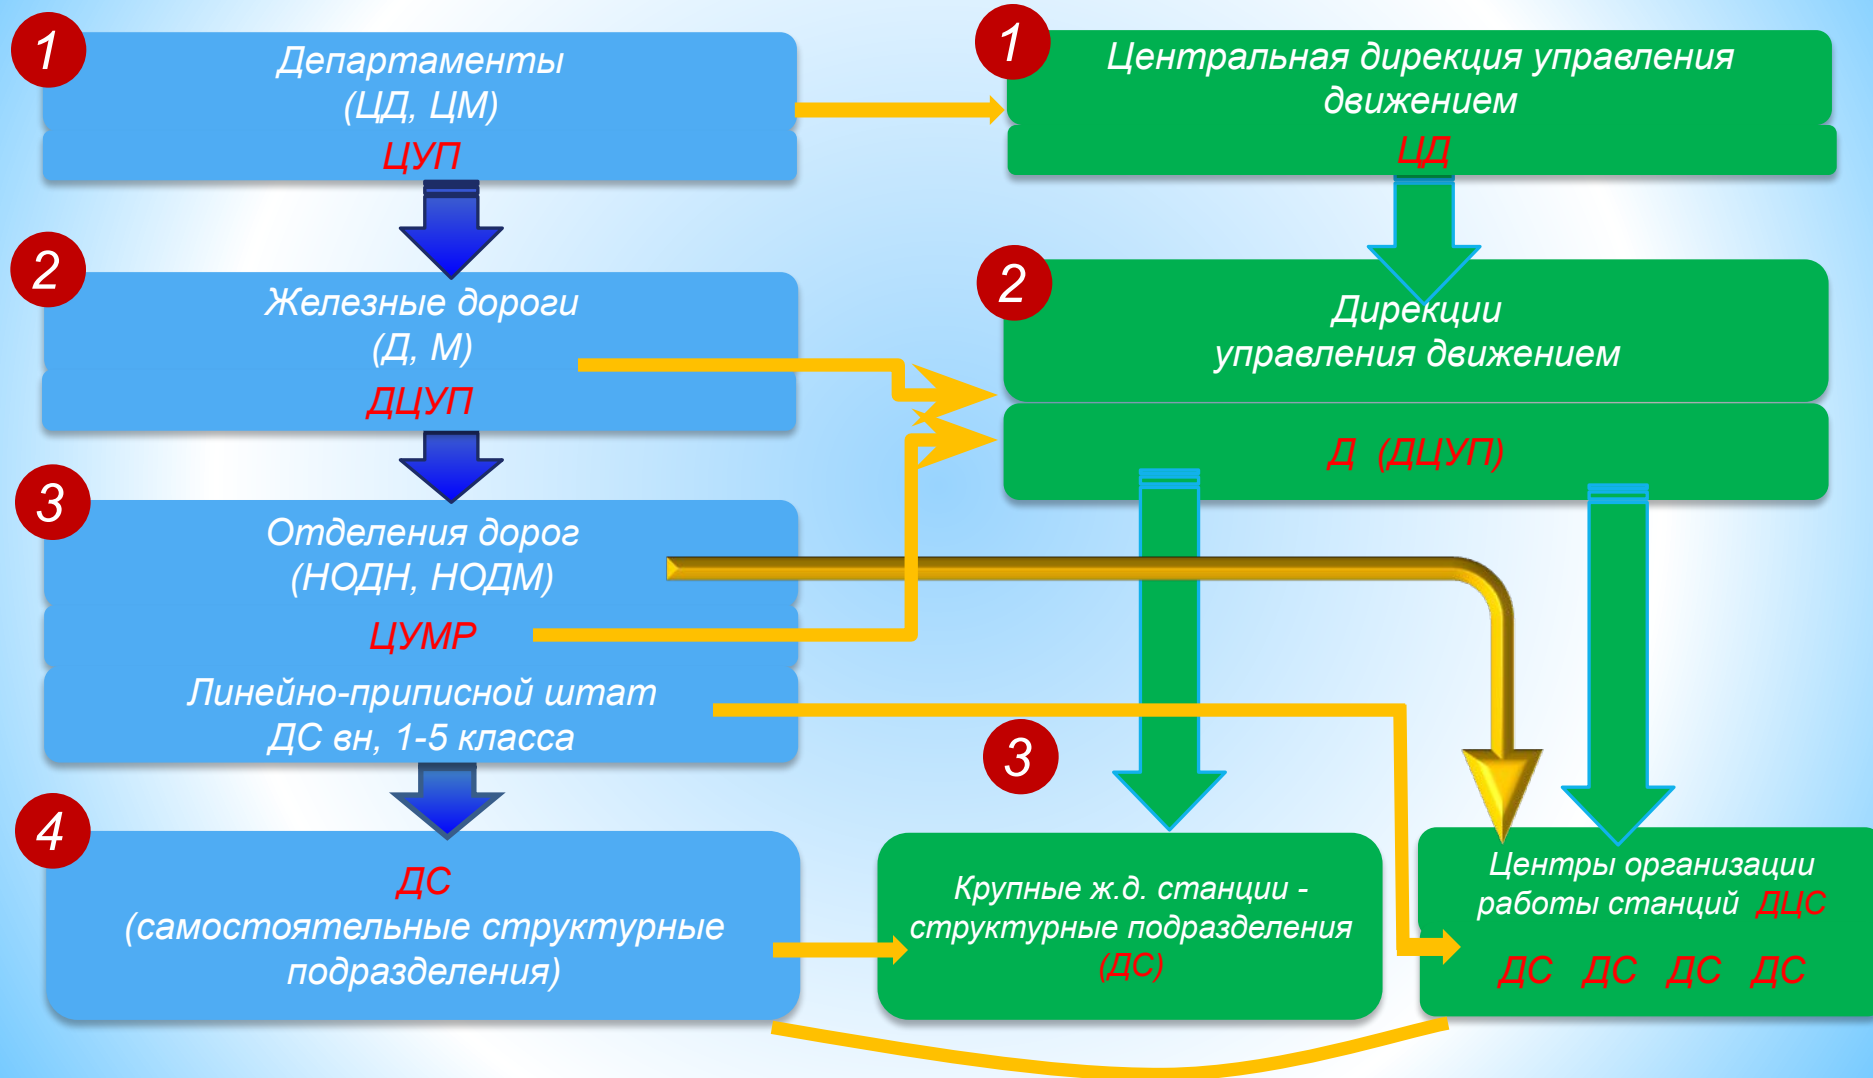 1
Департаменты
(ЦД, ЦМ)
ЦУП
2
Железные дороги
(Д, М)
ДЦУП
3
Отделения дорог
(НОДН, НОДМ)
ЦУМР
Линейно-приписной штат
ДС вн, 1-5 класса
4
ДС
(самостоятельные структурные
подразделения)
1
Центральная дирекция управления
движением
ЦД
2
Дирекции
управления движением
Д (ДЦУП)
3
Крупные ж.д. станции -
структурные подразделения
(ДС)
Центры организации
работы станций ДЦС
ДС ДС ДС ДС